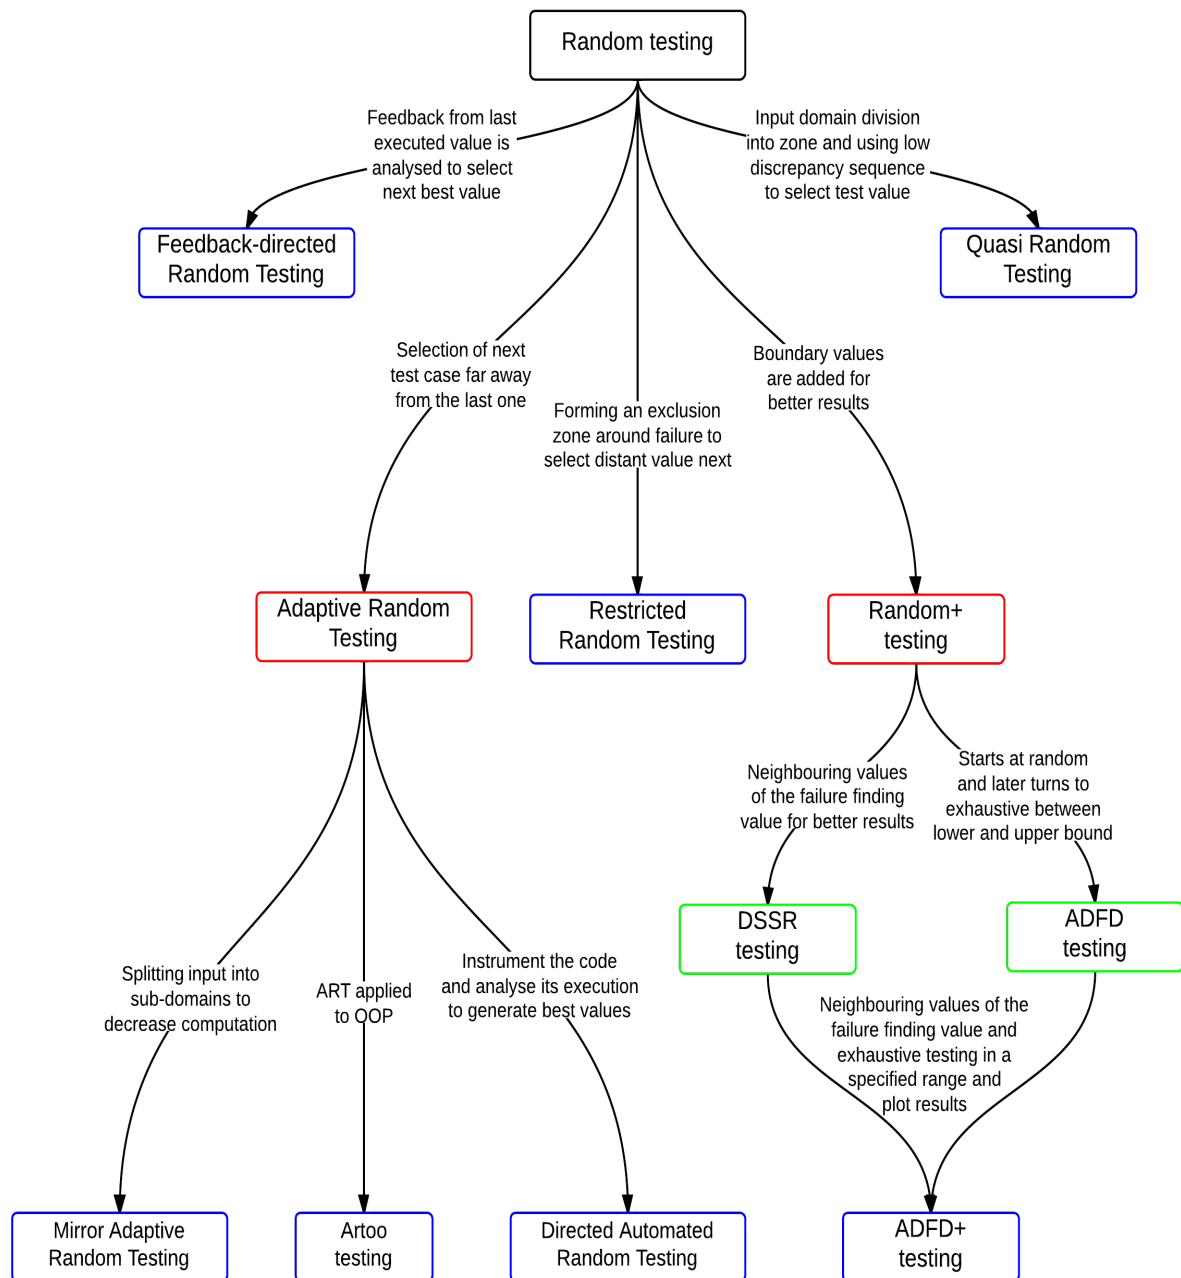 Random testing
Feedback from last
executed value is
analysed to select
next best value
Input domain division
into zone and using low
discrepancy sequence
to select test value
Feedback-directed
Random Testing
Quasi Random
Testing
Selection of next
test case far away
from the last one
Forming an exclusion
zone around failure to
select distant value next
Boundary values
are added for
better results
Adaptive Random
Testing
Restricted
Random Testing
Random+
testing
Neighbouring values
of the failure finding
value for better results
Starts at random
and later turns to
exhaustive between
lower and upper bound
DSSR
testing
ADFD
testing
Splitting input into
sub-domains to
decrease computation
ART applied
to OOP
Instrument the code
and analyse its execution
to generate best values
Neighbouring values of the
failure finding value and
exhaustive testing in a
specified range and
plot results
Mirror Adaptive
Random Testing
Artoo
testing
Directed Automated
Random Testing
ADFD+
testing